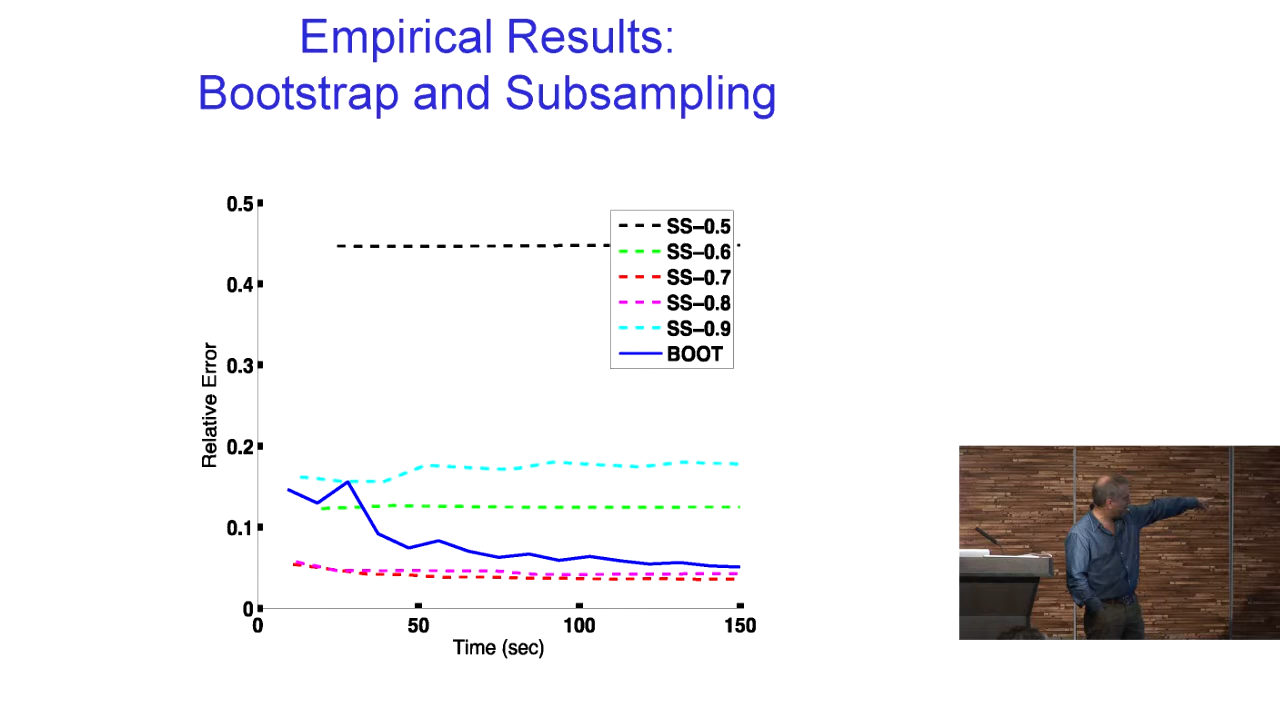 Empirical Results:
Bootstrap and Subsampling
0.5
0.4
0.3
0.2
0.1
0
Relative Error
SS–0.5
SS–0.6
SS–0.7
SS–0.8
SS–0.9
BOOT
0
50
100
150
Time (sec)